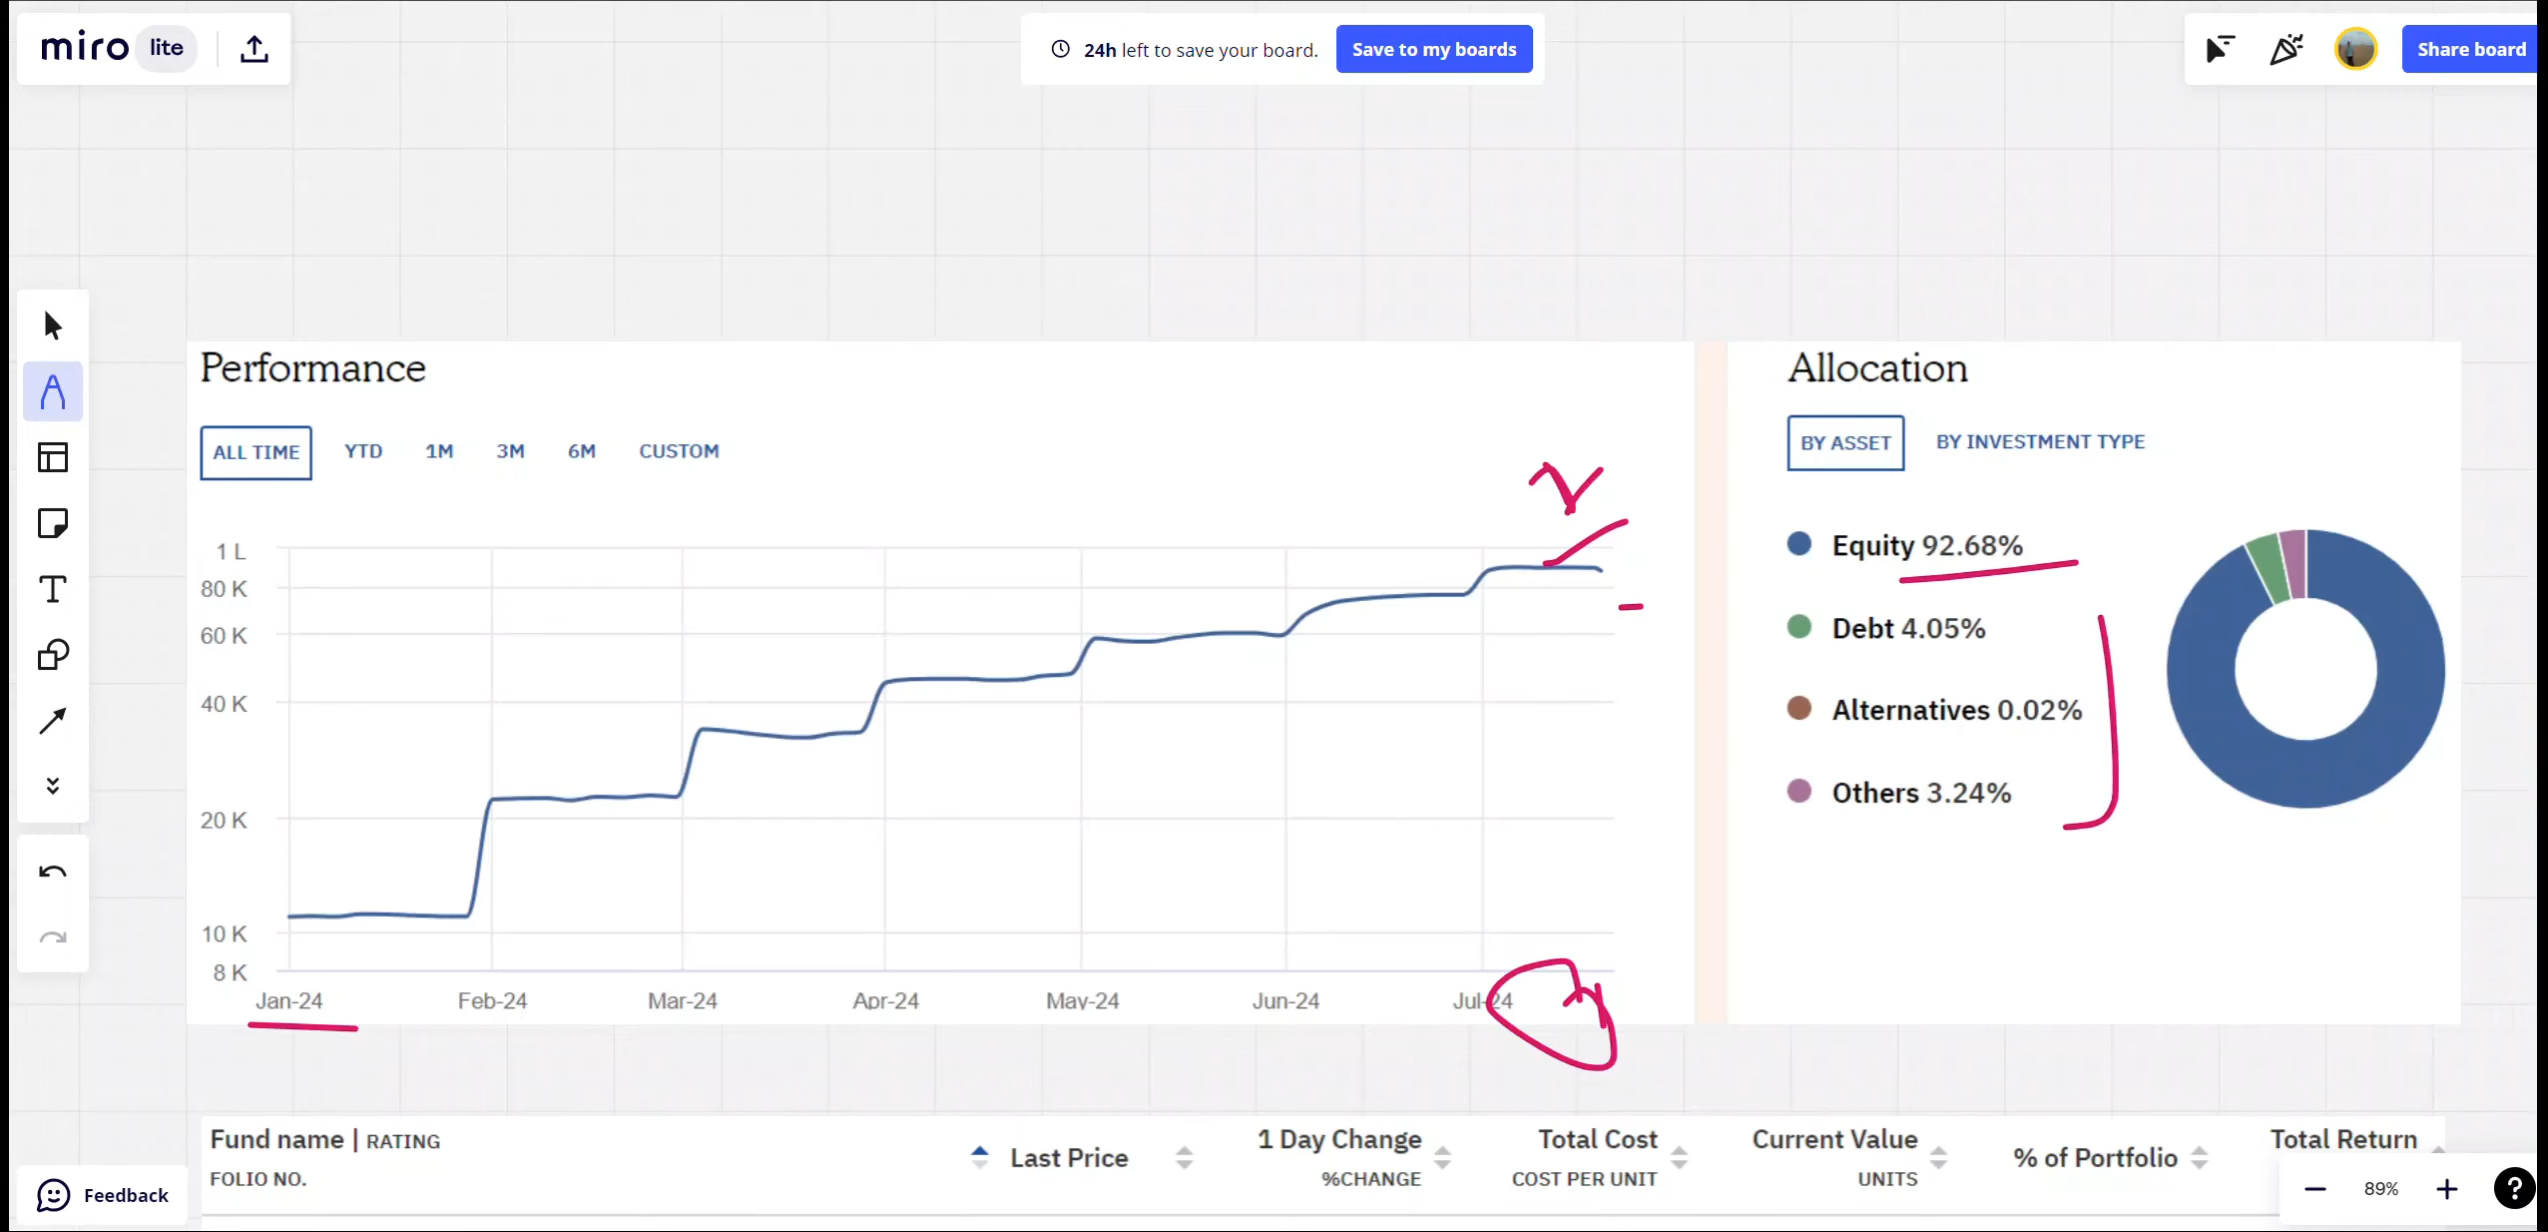 miro lite
24h left to save your board. Save to my boards
Share board
Performance
ALL TIME YTD 1M 3M 6M CUSTOM
1 L
80 K
60 K
40 K
20 K
10 K
8 K
Jan-24 Feb-24 Mar-24 Apr-24 May-24 Jun-24 Jul-24
Allocation
BY ASSET BY INVESTMENT TYPE
Equity 92.68%
Debt 4.05%
Alternatives 0.02%
Others 3.24%
Fund name | RATING
FOLIO NO.
Last Price
1 Day Change
%CHANGE
Total Cost
COST PER UNIT
Current Value
UNITS
% of Portfolio
Total Return
Feedback
89%